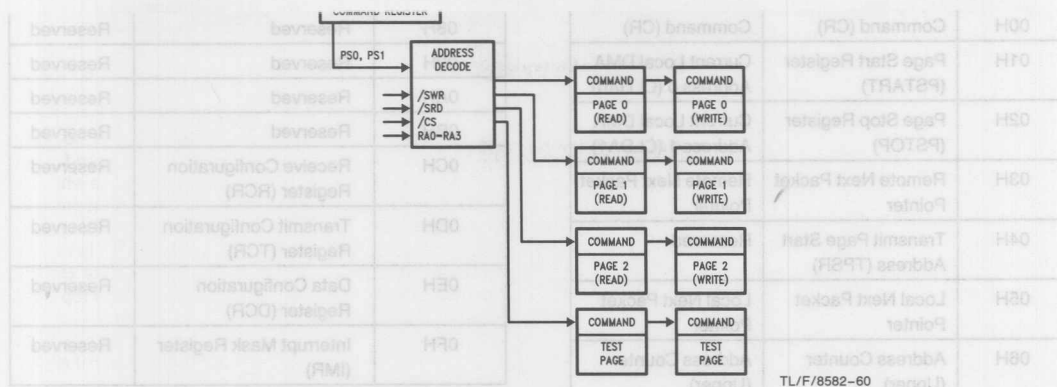 COMMAND REGISTER
PS0, PS1
ADDRESS
DECODE
/SWR
/SRD
/CS
RA0-RA3
COMMAND
PAGE 0
(READ)
COMMAND
PAGE 0
(WRITE)
COMMAND
PAGE 1
(READ)
COMMAND
PAGE 1
(WRITE)
COMMAND
PAGE 2
(READ)
COMMAND
PAGE 2
(WRITE)
COMMAND
TEST
PAGE
COMMAND
TEST
PAGE
TL/F/8582-60
00H
Command (CR)
Command (CR)
01H
Page Start Register
(PSTART)
02H
Page Stop Register
(PSTOP)
03H
Remote Next Packet
Pointer
04H
Transmit Page Start
Address (TPSR)
05H
Local Next Packet
Pointer
Local Next Packet
06H
Address Counter
(Upper)
(Upper)
Reserved
Reserved
Reserved
Reserved
Reserved
Reserved
Reserved
0CH
Receive Configuration
Register (RCR)
Reserved
0DH
Transmit Configuration
Register (TCR)
Reserved
0EH
Data Configuration
Register (DCR)
Reserved
0FH
Interrupt Mask Register
(IMR)
Reserved